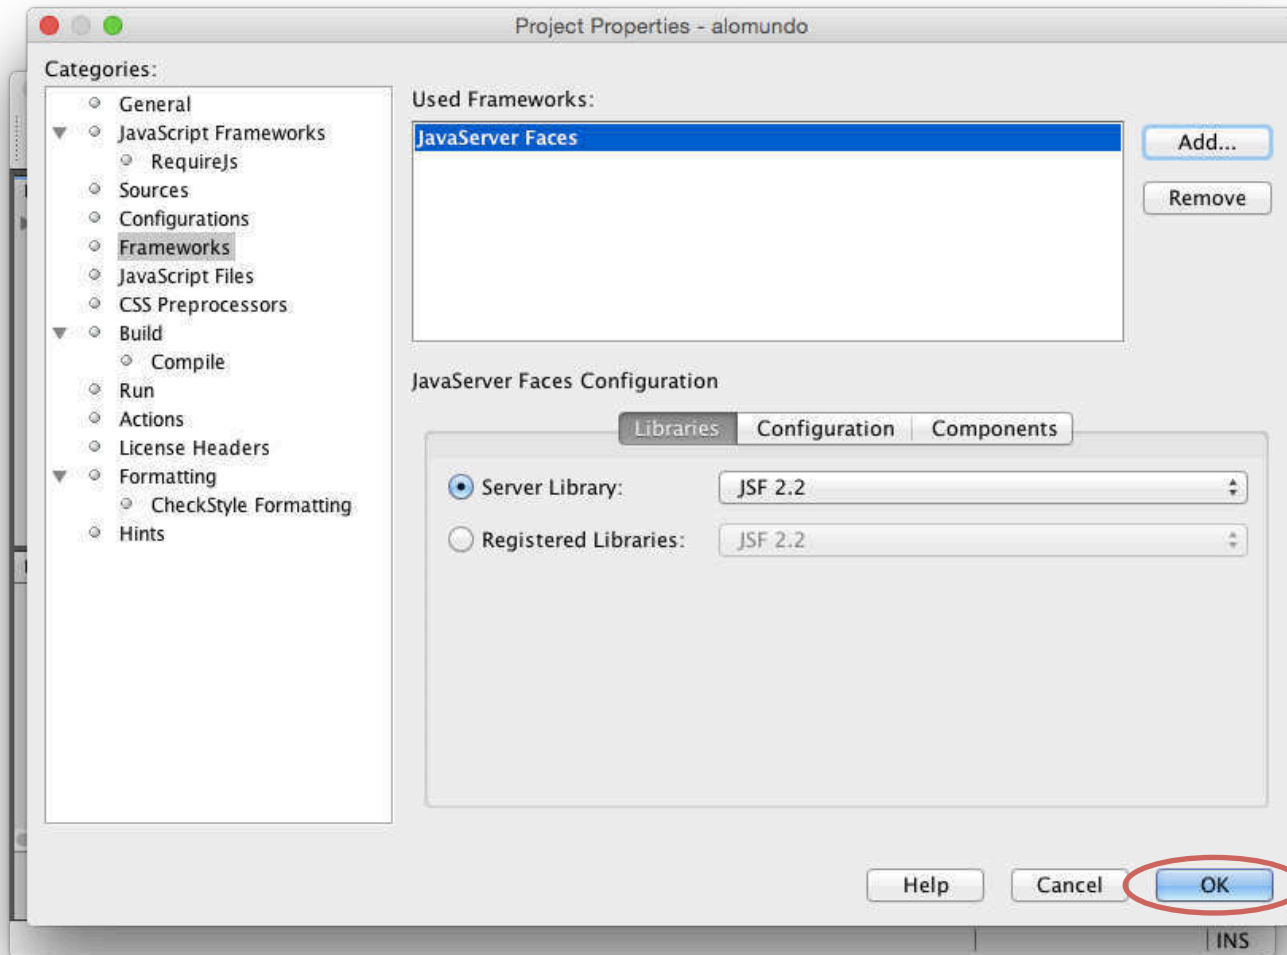 Project Properties - alomundo
Categories:
General
JavaScript Frameworks
RequireJs
Sources
Configurations
Frameworks
JavaScript Files
CSS Preprocessors
Build
Compile
Run
Actions
License Headers
Formatting
CheckStyle Formatting
Hints
Used Frameworks:
JavaServer Faces
Add...
Remove
JavaServer Faces Configuration
Libraries Configuration Components
Server Library: JSF 2.2
Registered Libraries: JSF 2.2
Help Cancel OK
INS